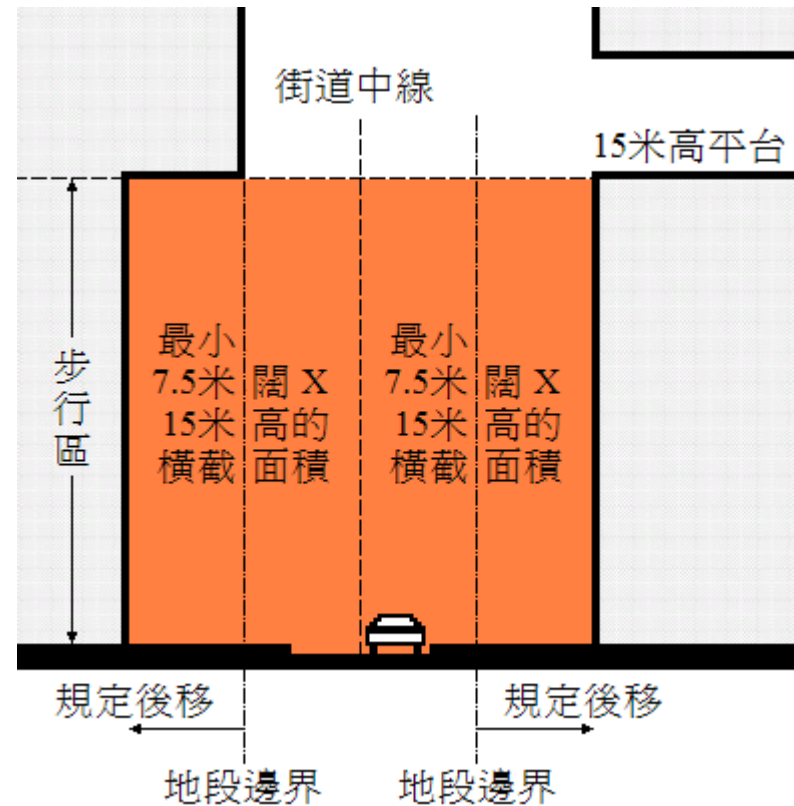 街道中線
15米高平台
步行區
最小
7.5米闊 X
15米高的
橫截面積
最小
7.5米闊 X
15米高的
橫截面積
規定後移
規定後移
地段邊界
地段邊界